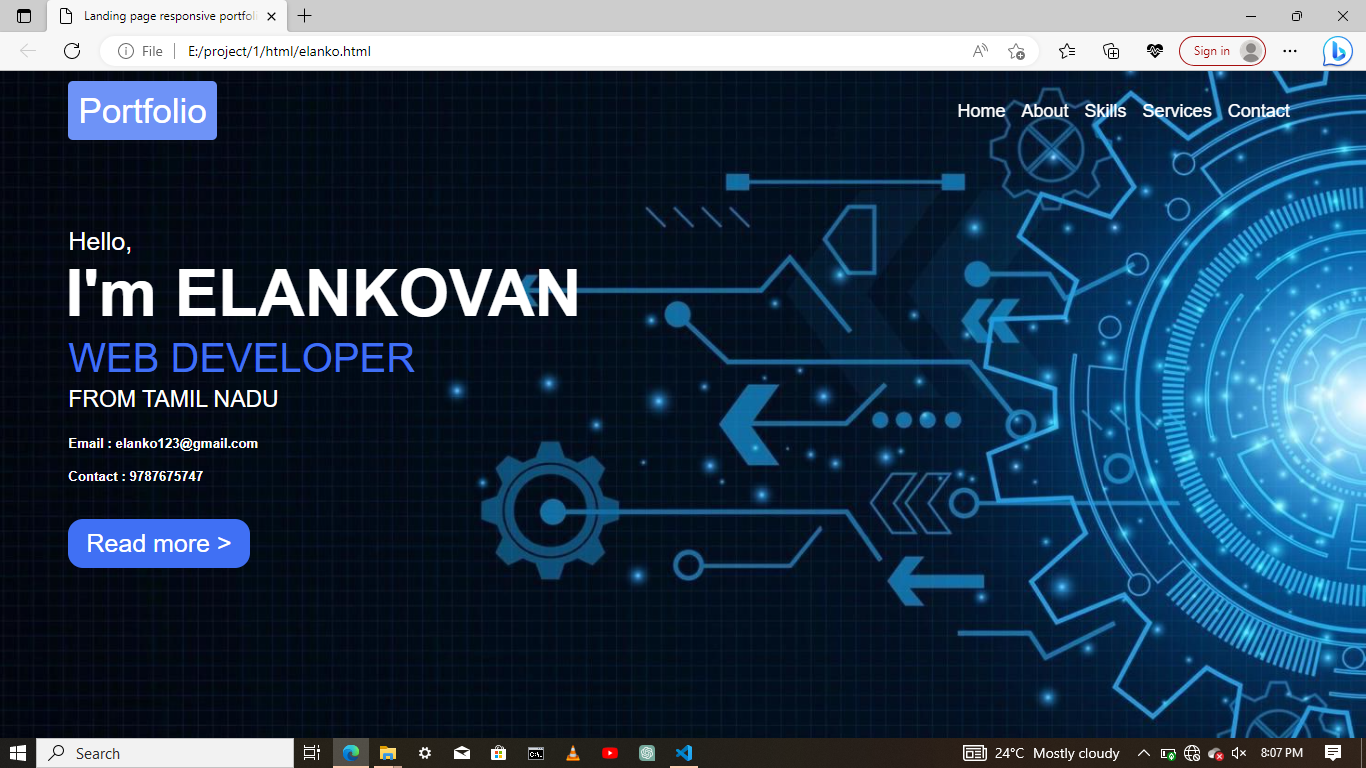 Landing page responsive portfoli
File
E:/project/1/html/elanko.html
Sign in
Portfolio
Home About Skills Services Contact
Hello,
I'm ELANKOVAN
WEB DEVELOPER
FROM TAMIL NADU
Email : elanko123@gmail.com
Contact : 9787675747
Read more >
Search
24°C Mostly cloudy
8:07 PM